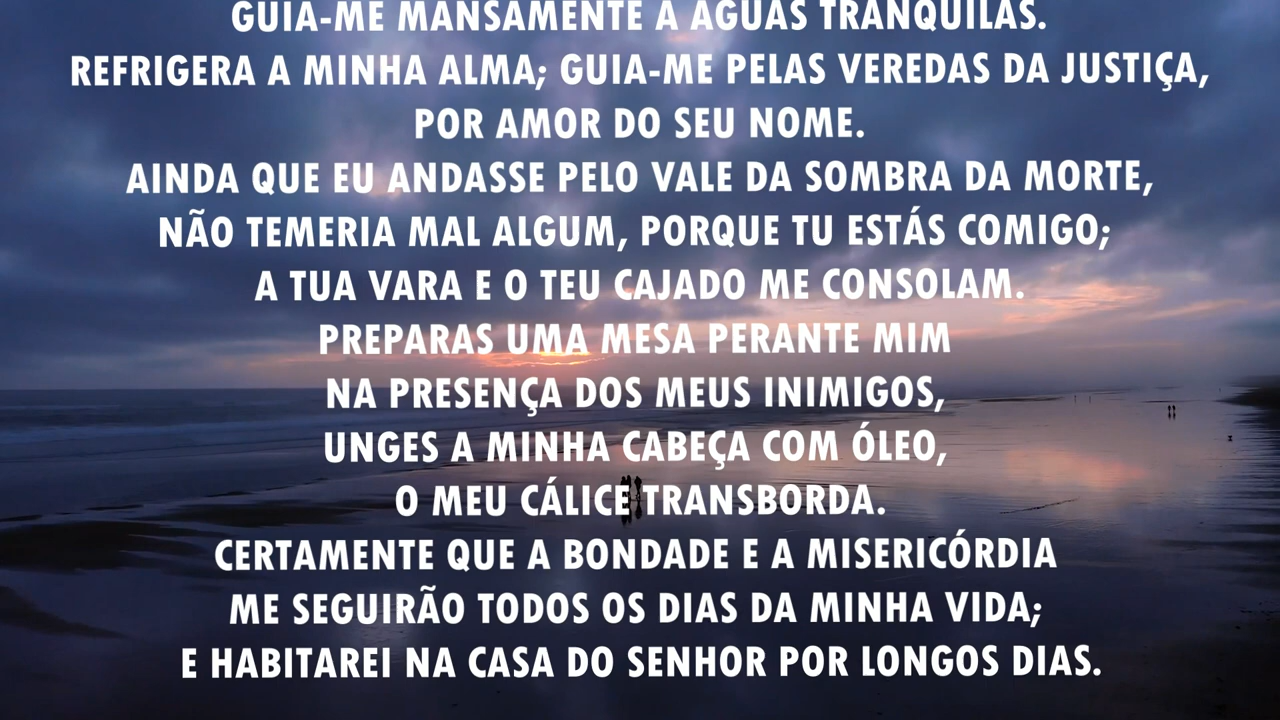 GUIA-ME MANSAMENTE A ÁGUAS TRANQUILAS.
REFRIGERA A MINHA ALMA; GUIA-ME PELAS VEREDAS DA JUSTIÇA,
POR AMOR DO SEU NOME.
AINDA QUE EU ANDASSE PELO VALE DA SOMBRA DA MORTE,
NÃO TEMERIA MAL ALGUM, PORQUE TU ESTÁS COMIGO;
A TUA VARA E O TEU CAJADO ME CONSOLAM.
PREPARAS UMA MESA PERANTE MIM
NA PRESENÇA DOS MEUS INIMIGOS,
UNGES A MINHA CABEÇA COM ÓLEO,
O MEU CÁLICE TRANSBORDA.
CERTAMENTE QUE A BONDADE E A MISERICÓRDIA
ME SEGUIRÃO TODOS OS DIAS DA MINHA VIDA;
E HABITAREI NA CASA DO SENHOR POR LONGOS DIAS.